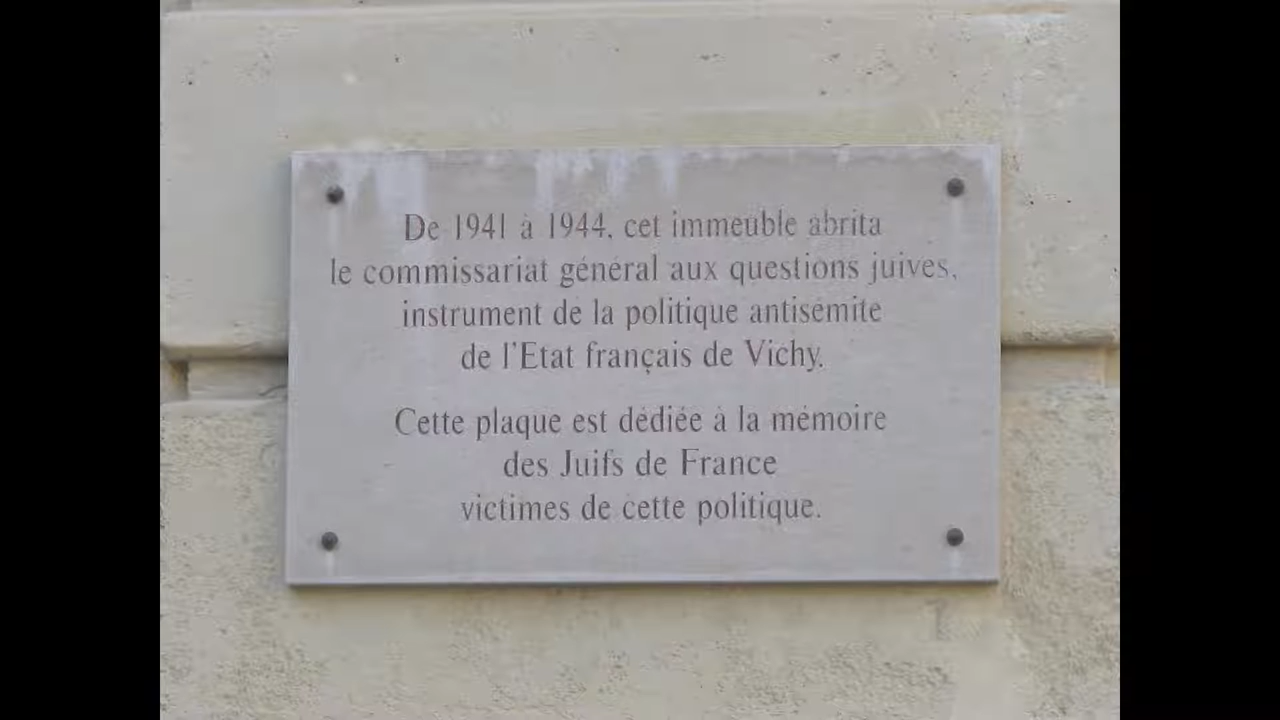 De 1941 à 1944, cet immeuble abrita
le commissariat général aux questions juives,
instrument de la politique antisémite
de l'Etat français de Vichy.
Cette plaque est dédiée à la mémoire
des Juifs de France
victimes de cette politique.